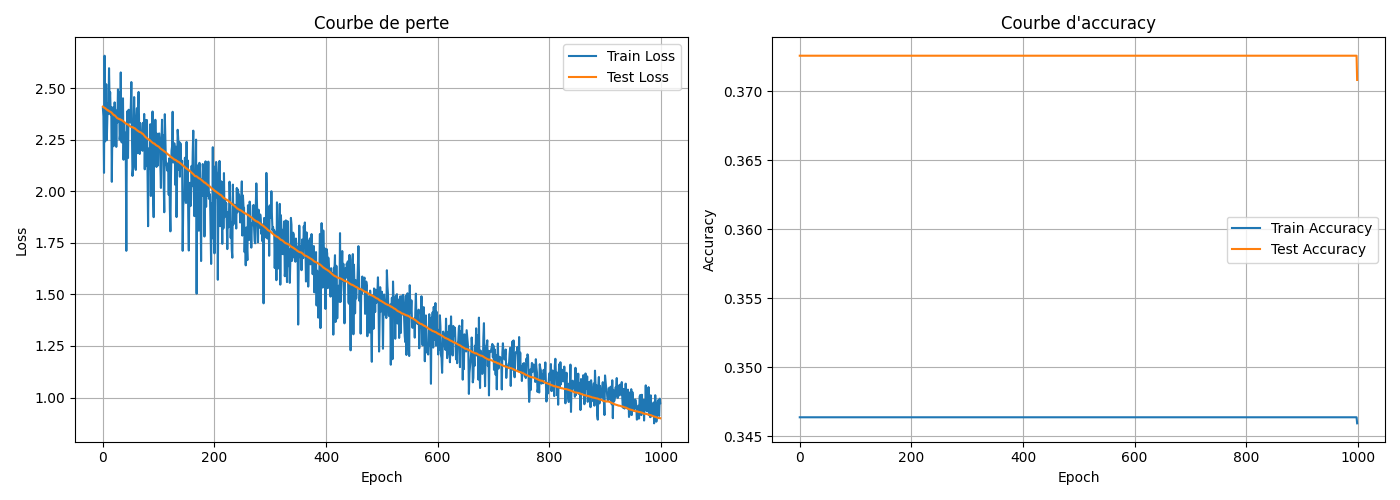 Courbe de perte
Train Loss
Test Loss
2.50
2.25
2.00
1.75
1.50
1.25
1.00
Loss
0
200
400
600
800
1000
Epoch
Courbe d'accuracy
Train Accuracy
Test Accuracy
0.370
0.365
0.360
0.355
0.350
0.345
Accuracy
0
200
400
600
800
1000
Epoch